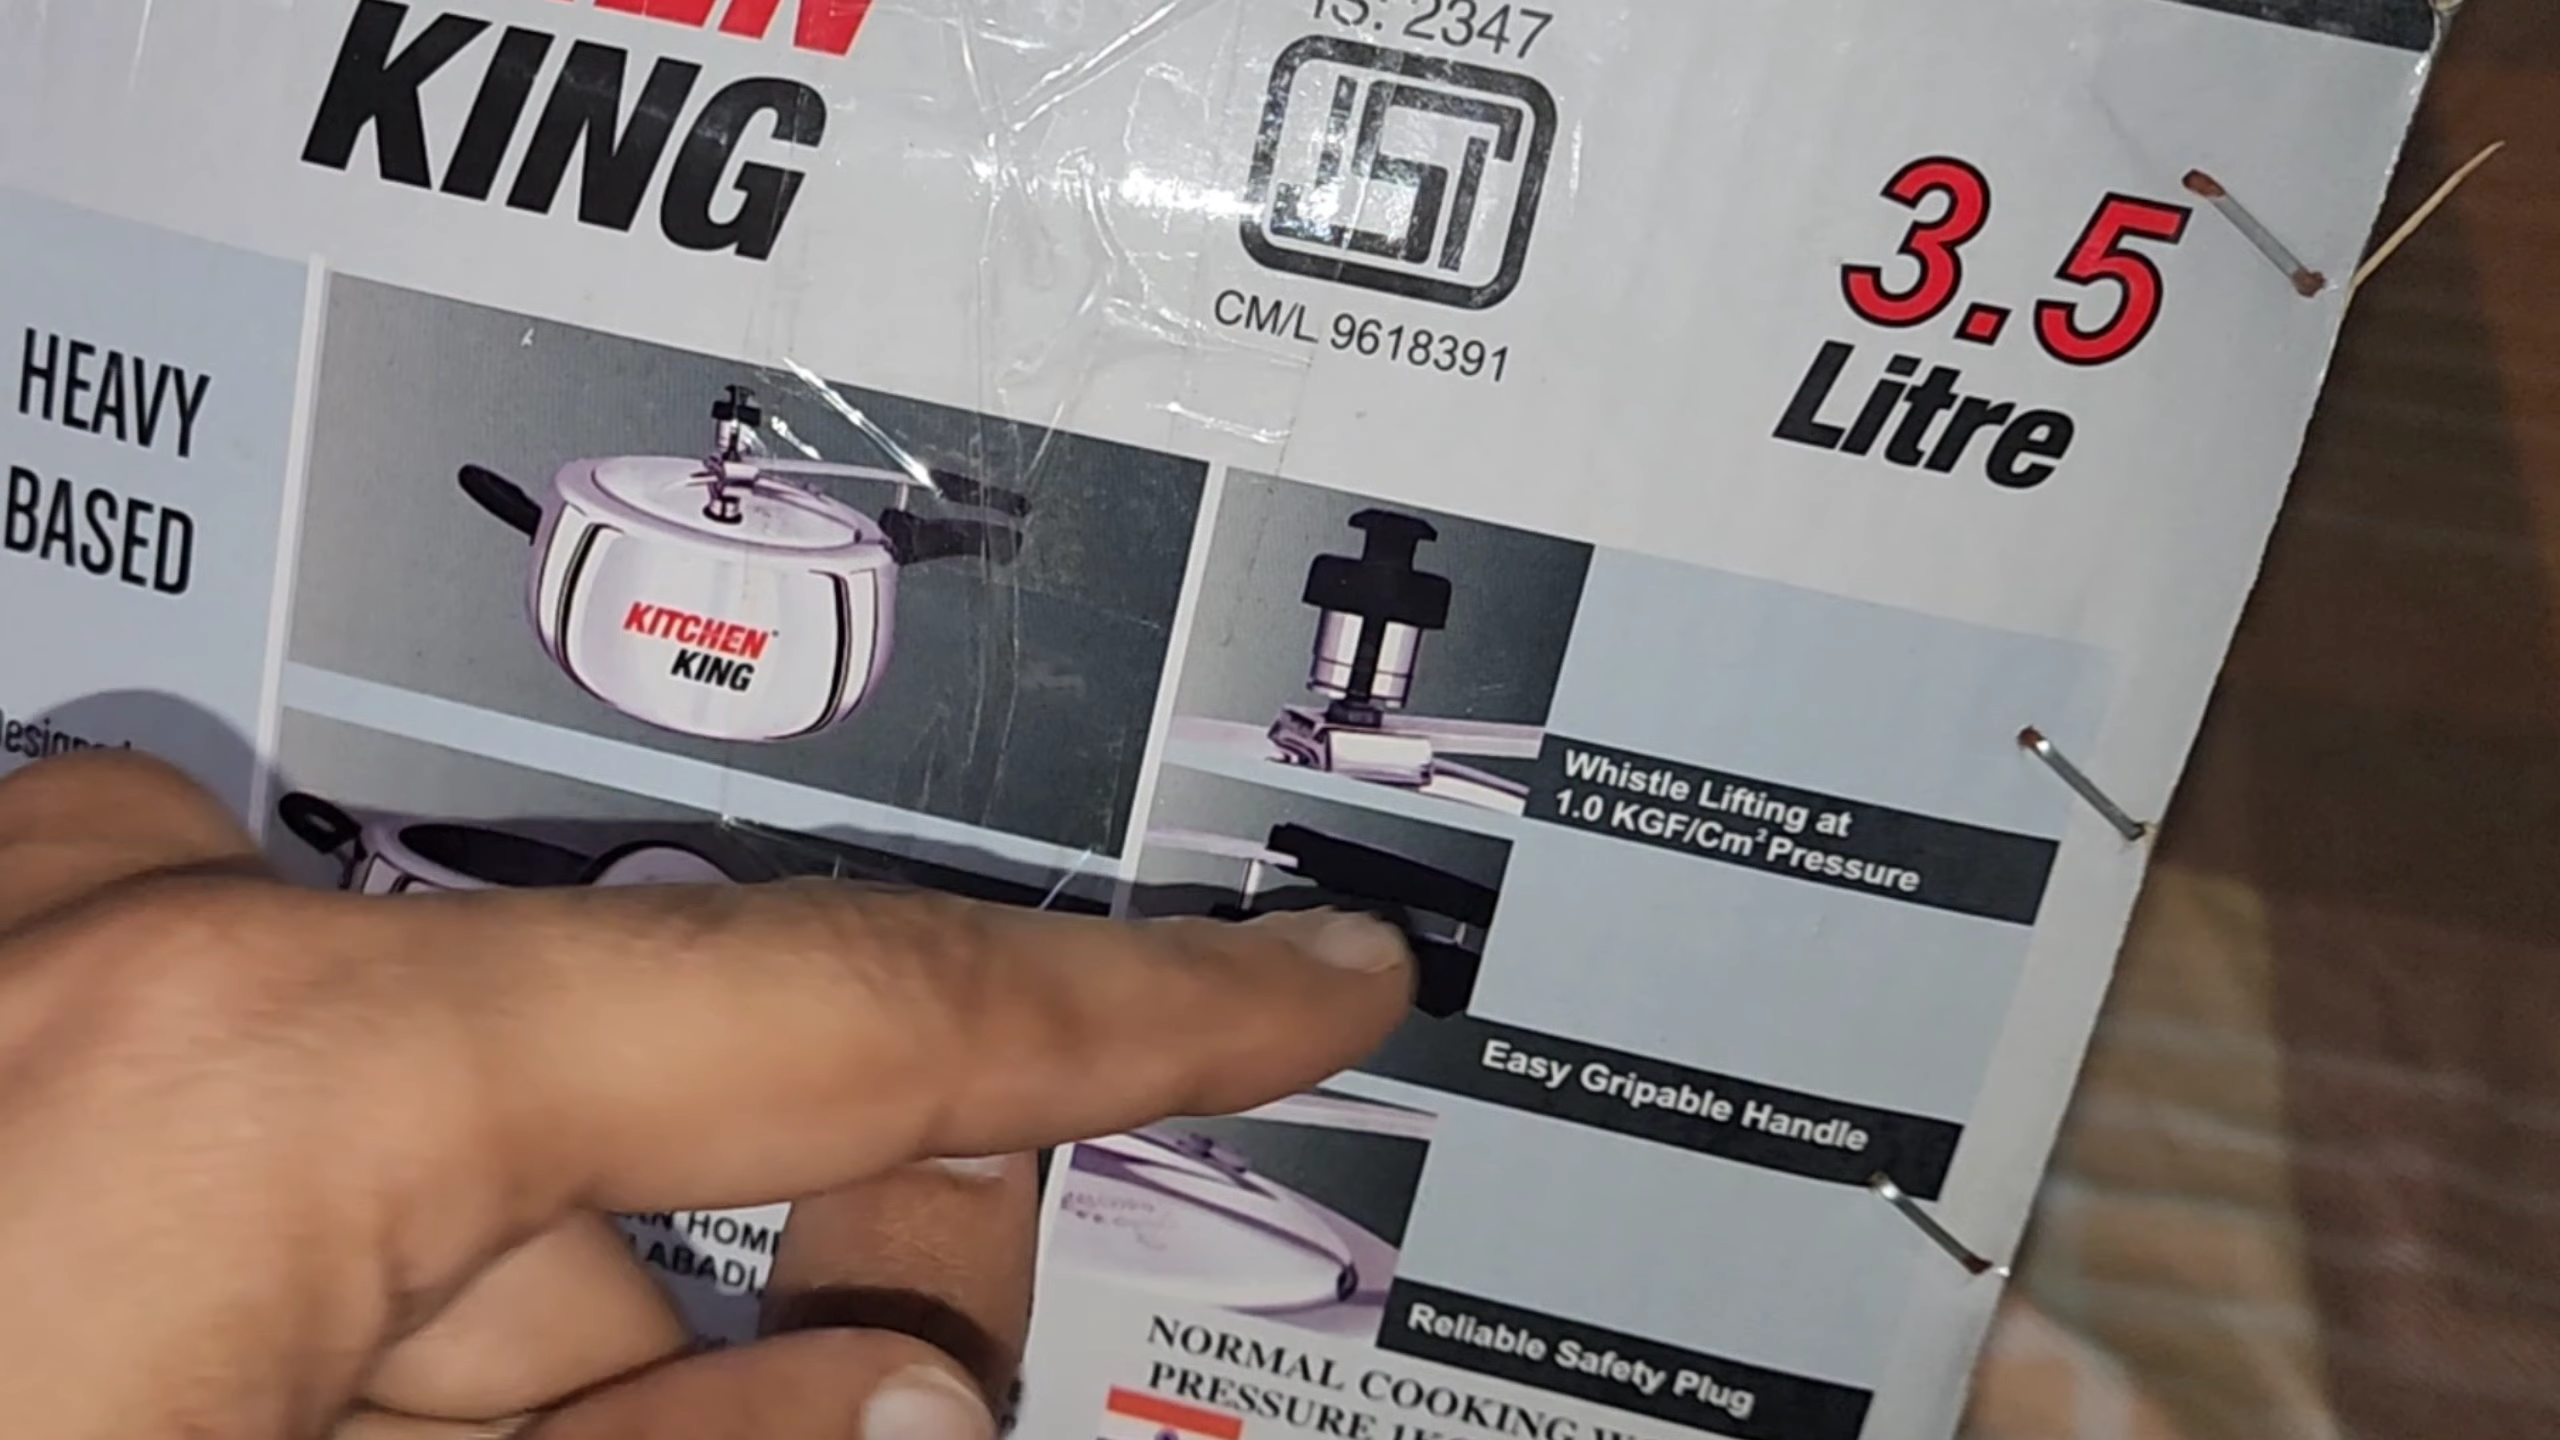 KING
IS: 2347
CM/L 9618391
3.5
Litre
HEAVY
BASED
KITCHEN
KING
Whistle Lifting at
1.0 KGF/Cm² Pressure
Easy Gripable Handle
Reliable Safety Plug
NORMAL COOKING
PRESSURE